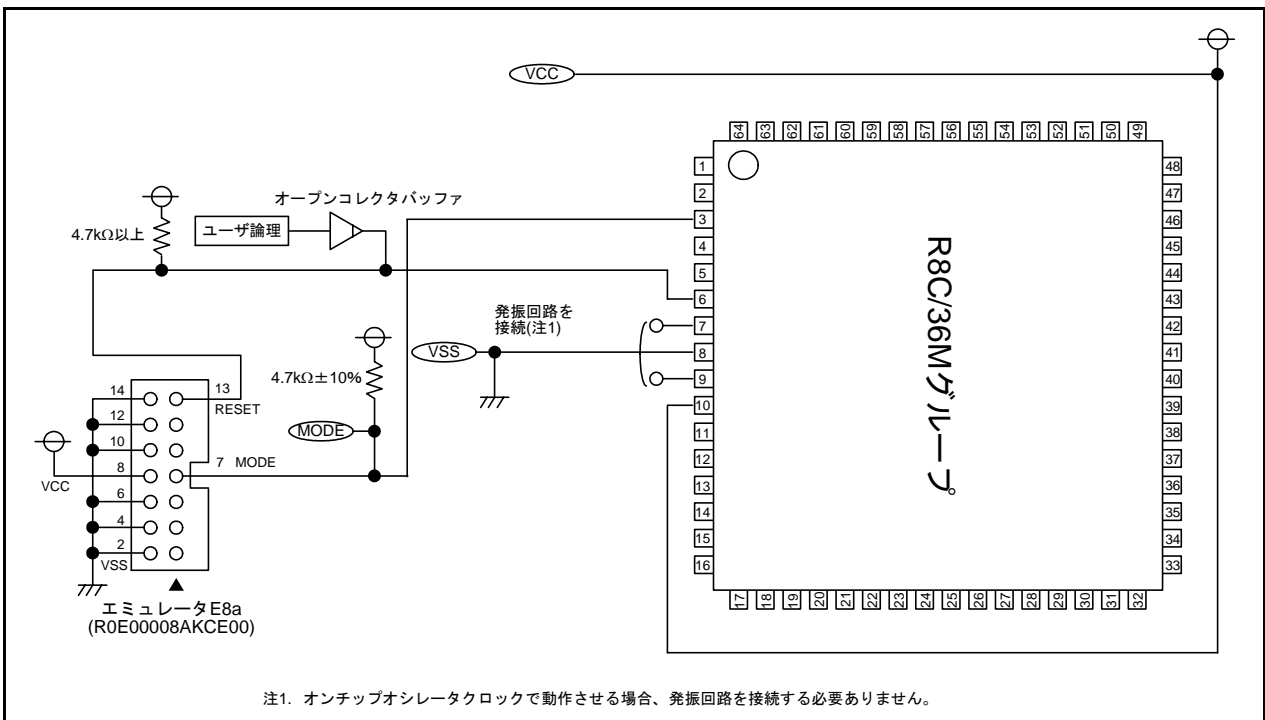 VCC
64 63 62 61 60 59 58 57 56 55 54 53 52 51 50 49
オープンコレクタバッファ
ユーザ論理
4.7kΩ以上
1
2
3
4
5
6
7
8
9
10
11
12
13
14
15
16
48
47
46
45
44
43
42
41
40
39
38
37
36
35
34
33
R8C/36Mグループ
発振回路を
接続(注1)
VSS
4.7kΩ±10%
MODE
14
13
RESET
12
10
8
7 MODE
VCC
6
4
2
VSS
エミュレータE8a
(R0E00008AKCE00)
17 18 19 20 21 22 23 24 25 26 27 28 29 30 31 32
注1. オンチップオシレータクロックで動作させる場合、発振回路を接続する必要ありません。